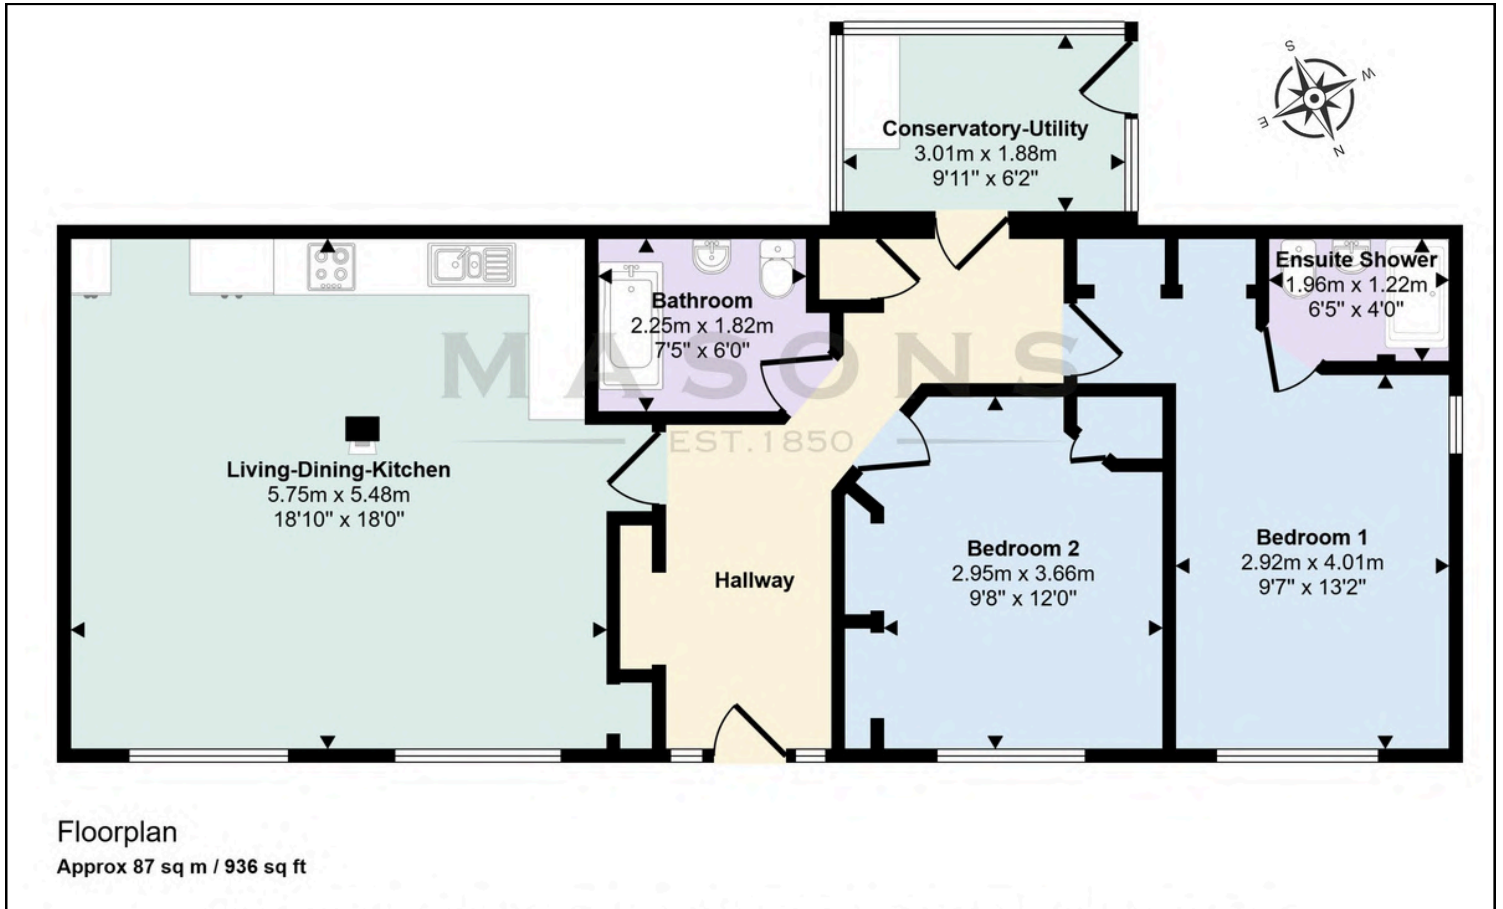 S
W
E
N
Conservatory-Utility
3.01m x 1.88m
9'11" x 6'2"
Bathroom
2.25m x 1.82m
7'5" x 6'0"
Ensuite Shower
1.96m x 1.22m
6'5" x 4'0"
MASONS
EST.1850
Living-Dining-Kitchen
5.75m x 5.48m
18'10" x 18'0"
Hallway
Bedroom 2
2.95m x 3.66m
9'8" x 12'0"
Bedroom 1
2.92m x 4.01m
9'7" x 13'2"
Floorplan
Approx 87 sq m / 936 sq ft